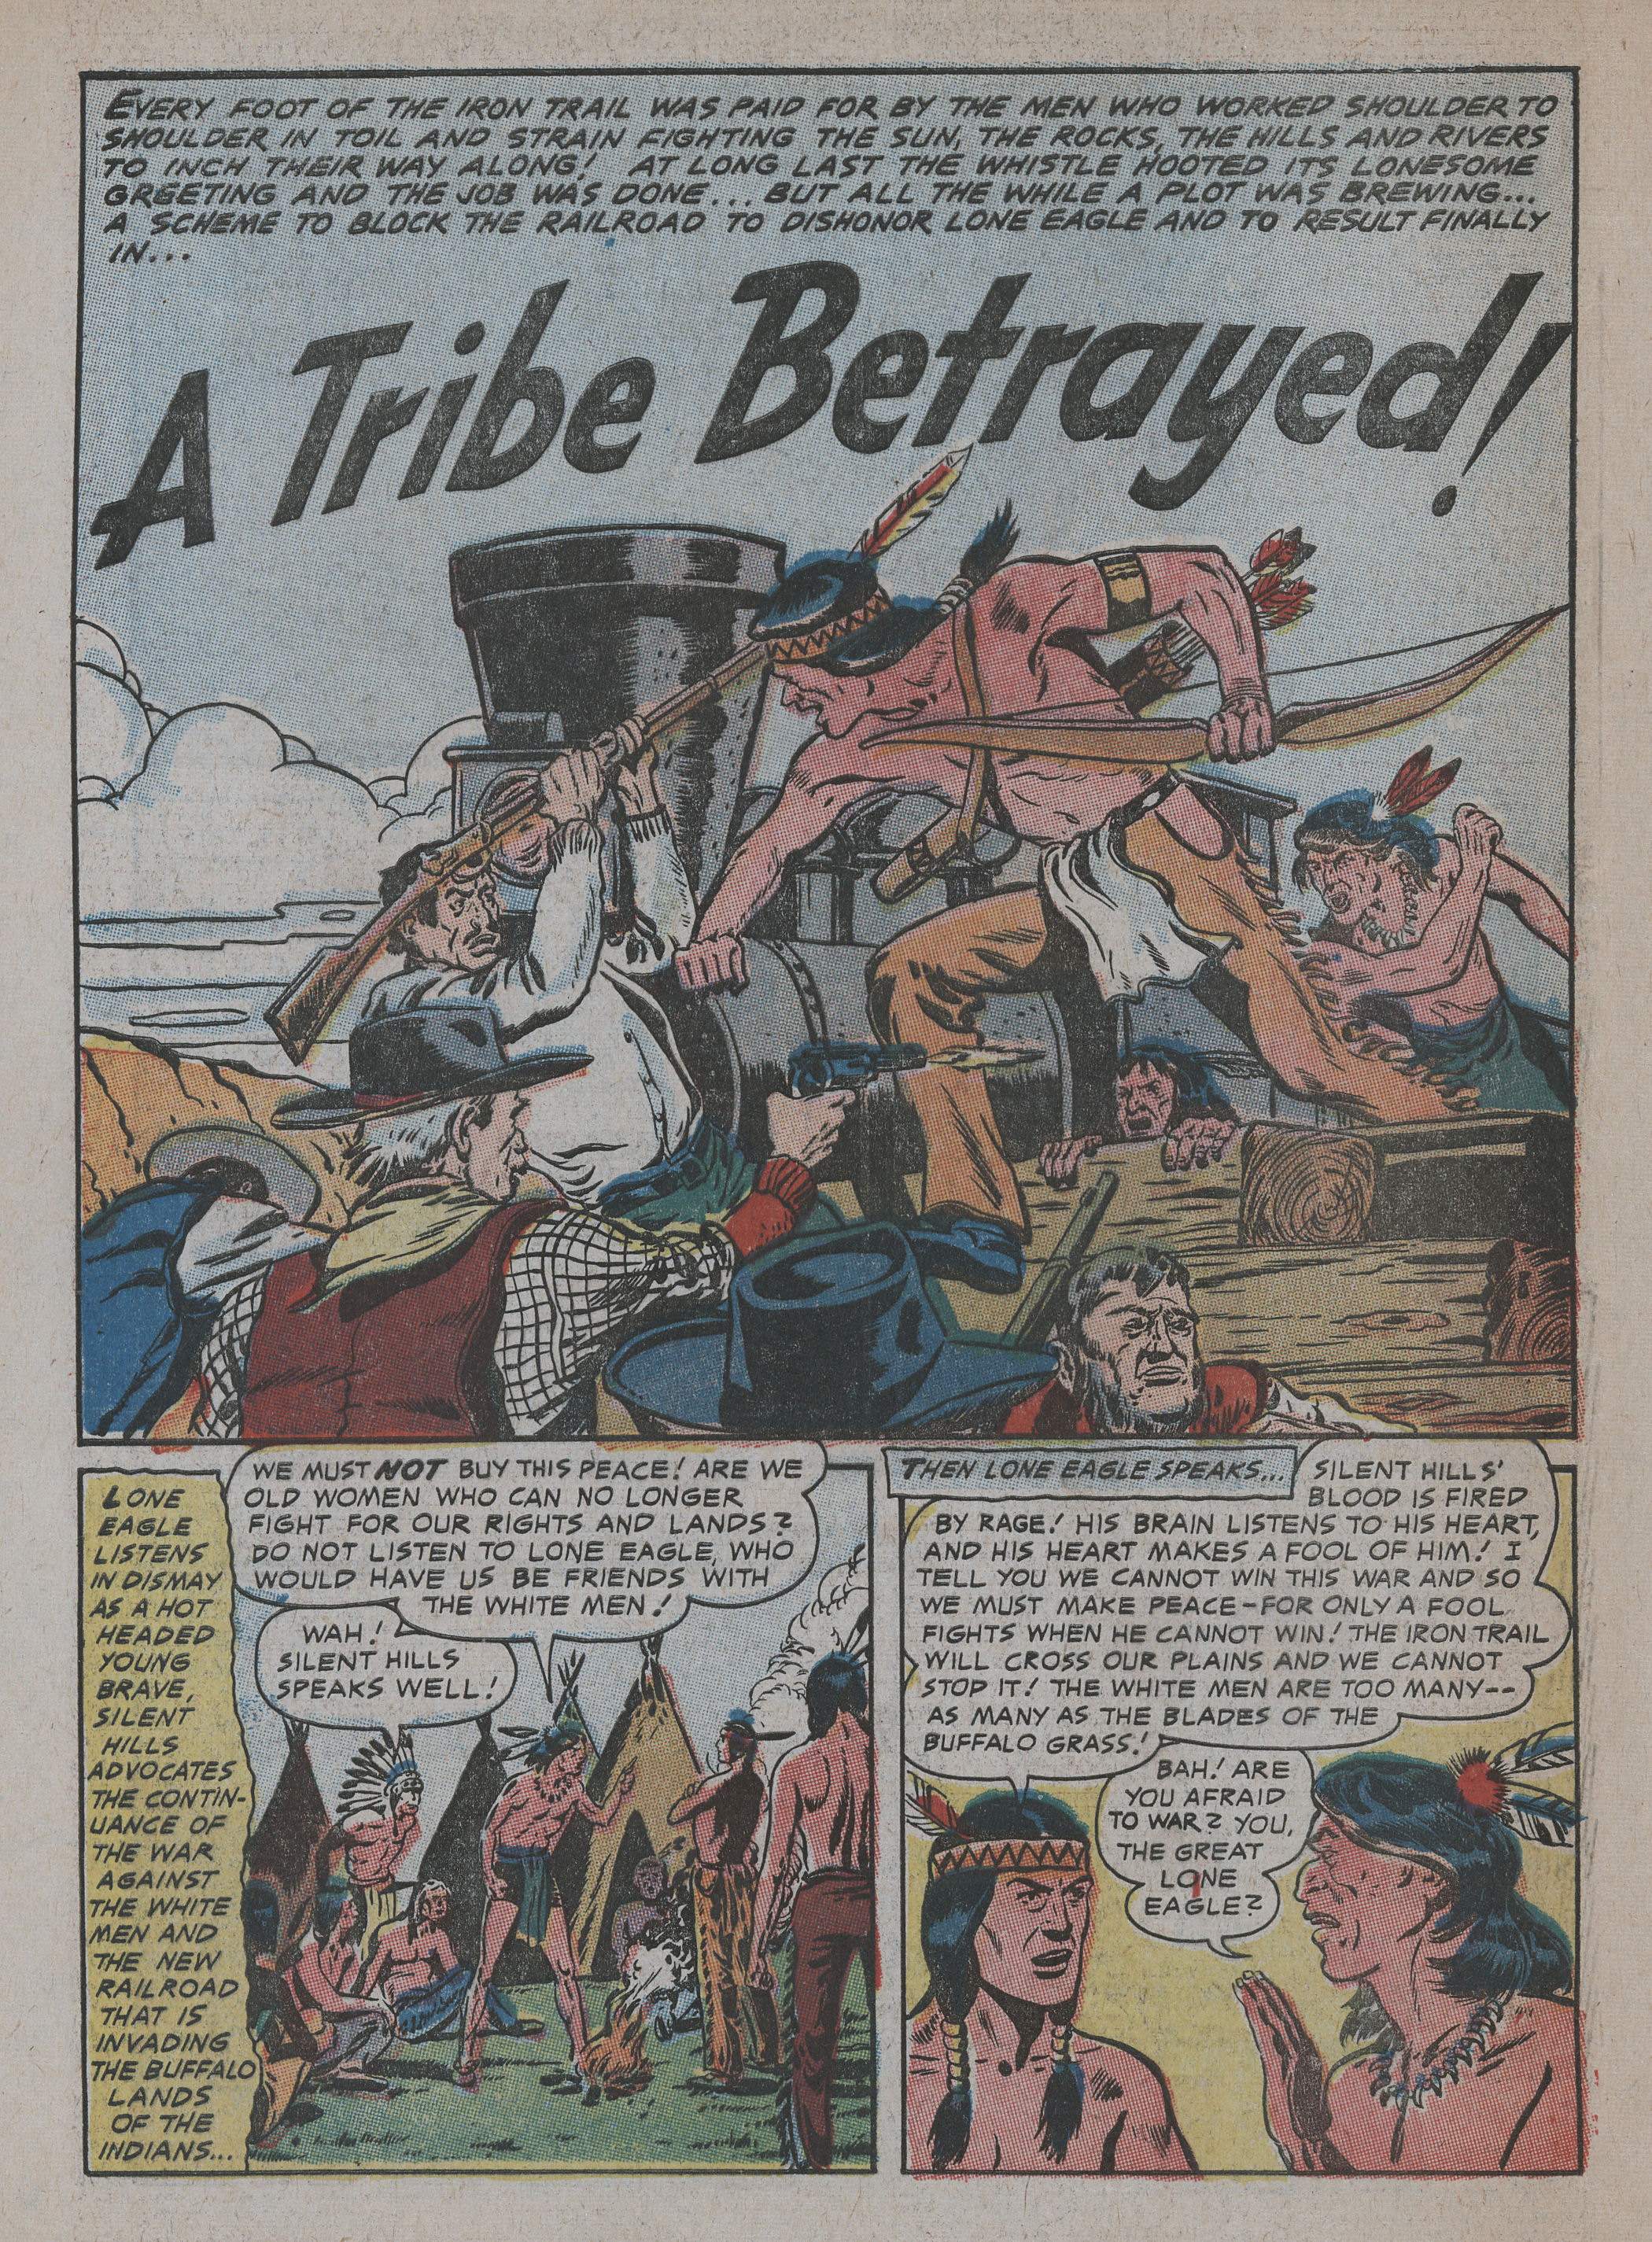 EVERY FOOT OF THE IRON TRAIL WAS PAID FOR BY THE MEN WHO WORKED SHOULDER TO
SHOULDER IN TOIL AND STRAIN FIGHTING THE SUN, THE ROCKS, THE HILLS AND RIVERS
TO INCH THEIR WAY ALONG! AT LONG LAST THE WHISTLE HOOTED ITS LONESOME
GREETING AND THE JOB WAS DONE... BUT ALL THE WHILE A PLOT WAS BREWING...
A SCHEME TO BLOCK THE RAILROAD TO DISHONOR LONE EAGLE AND TO RESULT FINALLY
IN...
A Tribe Betrayed!
LONE
EAGLE
LISTENS
IN DISMAY
AS A HOT
HEADED
YOUNG
BRAVE,
SILENT
HILLS
ADVOCATES
THE CONTIN-
UANCE OF
THE WAR
AGAINST
THE WHITE
MEN AND
THE NEW
RAILROAD
THAT IS
INVADING
THE BUFFALO
LANDS
OF THE
INDIANS...
WE MUST NOT BUY THIS PEACE! ARE WE
OLD WOMEN WHO CAN NO LONGER
FIGHT FOR OUR RIGHTS AND LANDS?
DO NOT LISTEN TO LONE EAGLE, WHO
WOULD HAVE US BE FRIENDS WITH
THE WHITE MEN!
WAH!
SILENT HILLS
SPEAKS WELL!
THEN LONE EAGLE SPEAKS...
SILENT HILLS'
BLOOD IS FIRED
BY RAGE! HIS BRAIN LISTENS TO HIS HEART,
AND HIS HEART MAKES A FOOL OF HIM! I
TELL YOU WE CANNOT WIN THIS WAR AND SO
WE MUST MAKE PEACE - FOR ONLY A FOOL
FIGHTS WHEN HE CANNOT WIN! THE IRON TRAIL
WILL CROSS OUR PLAINS AND WE CANNOT
STOP IT! THE WHITE MEN ARE TOO MANY--
AS MANY AS THE BLADES OF THE
BUFFALO GRASS!
BAH! ARE
YOU AFRAID
TO WAR? YOU,
THE GREAT
LONE
EAGLE?